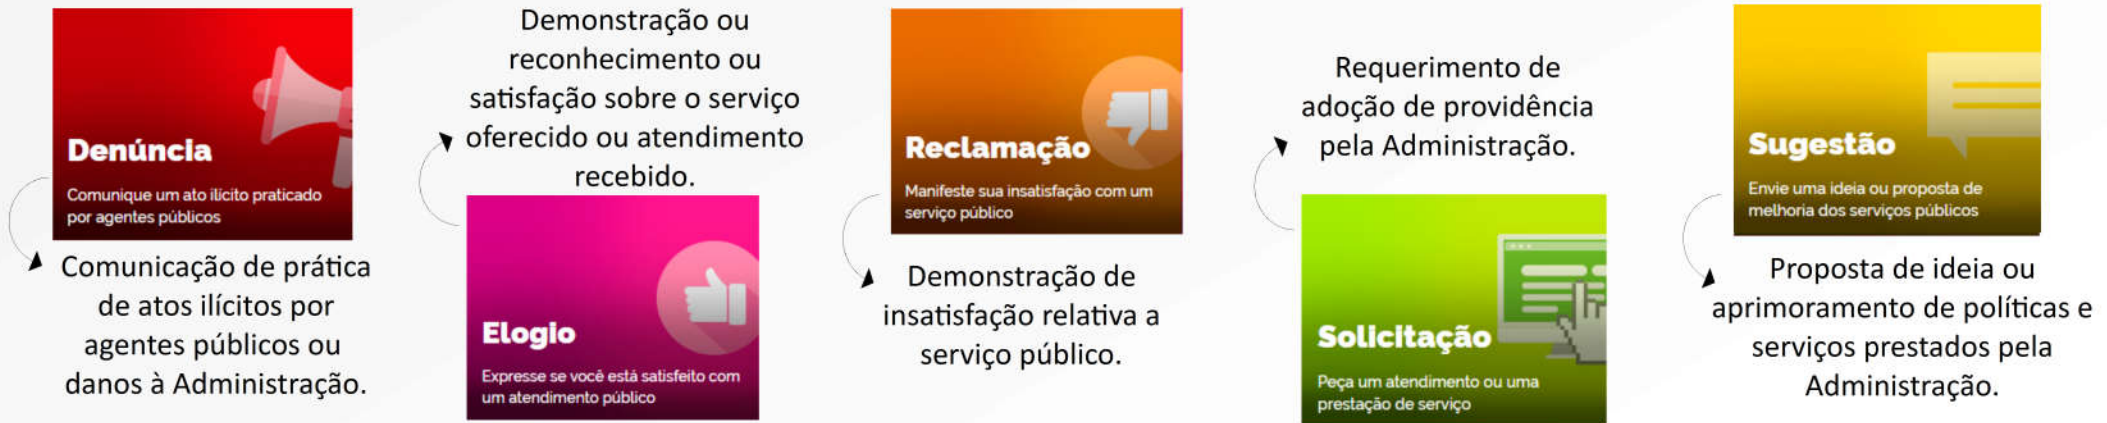 Denúncia
Comunique um ato ilícito praticado
por agentes públicos
Comunicação de prática
de atos ilícitos por
agentes públicos ou
danos à Administração.
Demonstração ou
reconhecimento ou
satisfação sobre o serviço
oferecido ou atendimento
recebido.
Elogio
Expresse se você está satisfeito com
um atendimento público
Reclamação
Manifeste sua insatisfação com um
serviço público
Demonstração de
insatisfação relativa a
serviço público.
Requerimento de
adoção de providência
pela Administração.
Solicitação
Peça um atendimento ou uma
prestação de serviço
Sugestão
Envie uma ideia ou proposta de
melhoria dos serviços públicos
Proposta de ideia ou
aprimoramento de políticas e
serviços prestados pela
Administração.